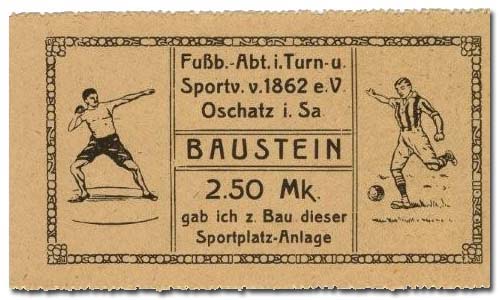 Fußb.-Abt. i. Turn- u.
Sportv. v. 1862 e.V.
Oschatz i. Sa
BAUSTEIN
2.50 Mk.
gab ich z. Bau dieser
Sportplatz-Anlage